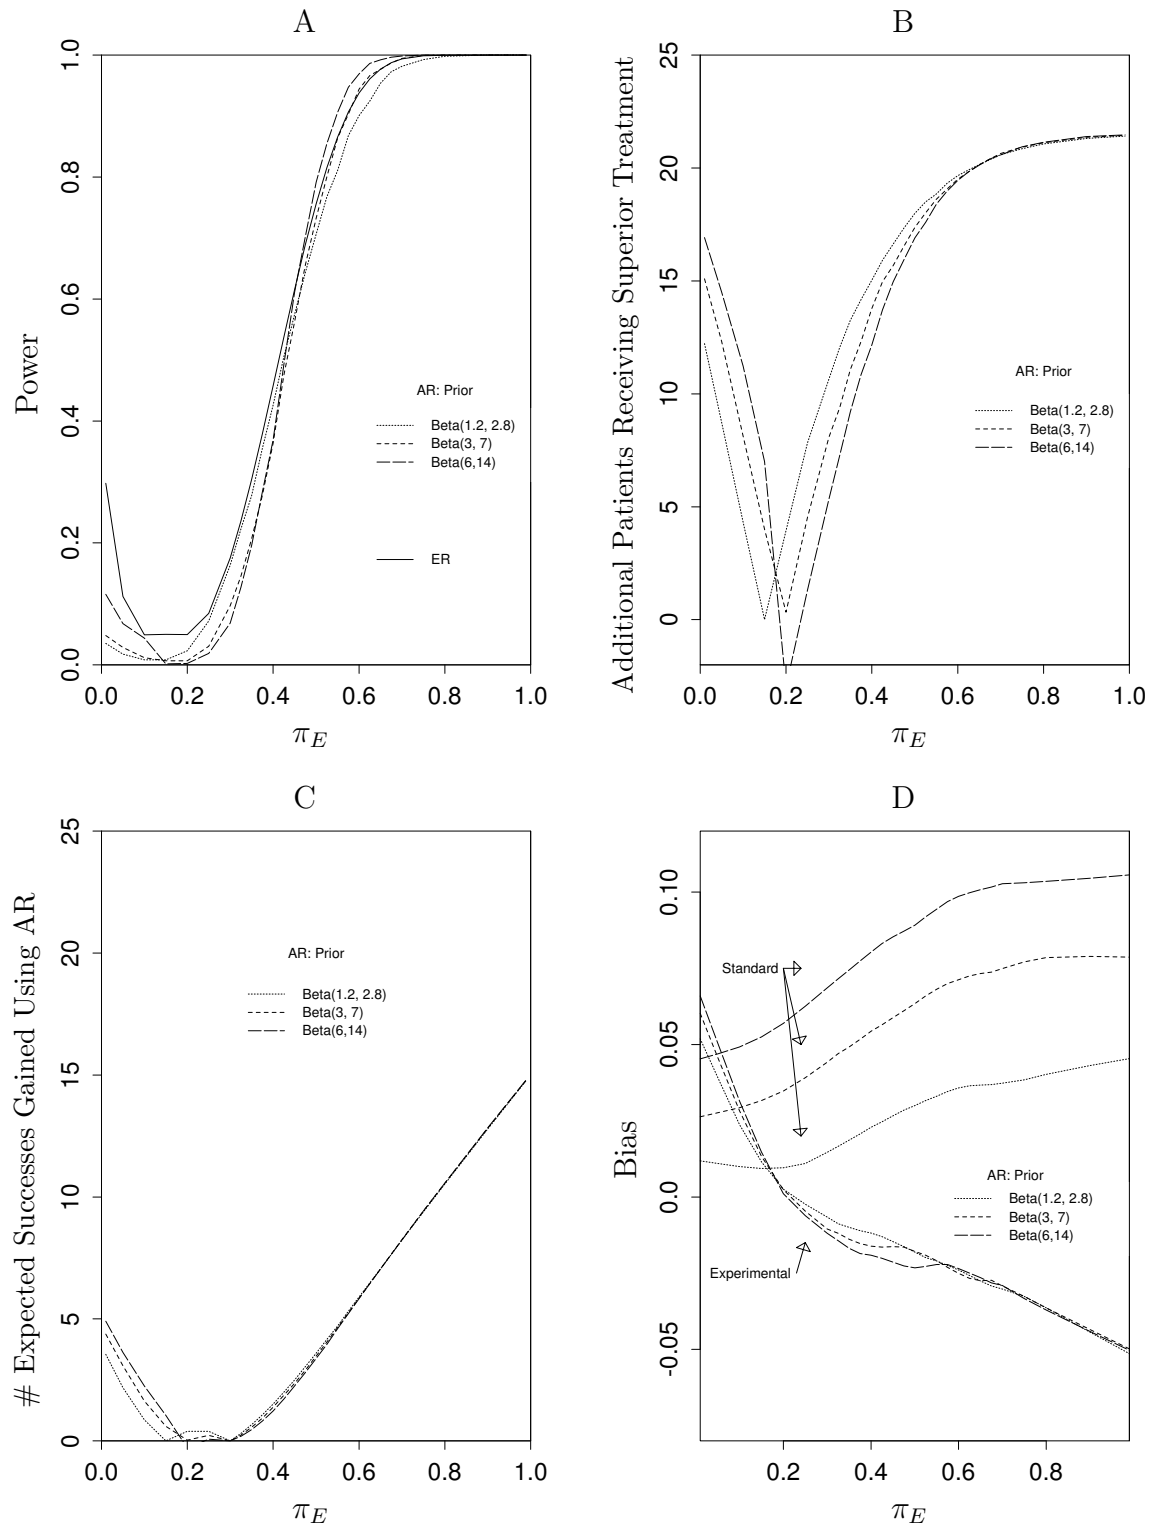 A
Power
1.0
0.8
0.6
0.4
0.2
0.0
AR: Prior
Beta(1.2, 2.8)
Beta(3, 7)
Beta(6,14)
ER
0.0 0.2 0.4 0.6 0.8 1.0
π_E
B
Additional Patients Receiving Superior Treatment
25
20
15
10
5
0
AR: Prior
Beta(1.2, 2.8)
Beta(3, 7)
Beta(6,14)
0.0 0.2 0.4 0.6 0.8 1.0
π_E
C
# Expected Successes Gained Using AR
25
20
15
10
5
0
AR: Prior
Beta(1.2, 2.8)
Beta(3, 7)
Beta(6,14)
0.0 0.2 0.4 0.6 0.8 1.0
π_E
D
Bias
0.10
0.05
0.0
-0.05
Standard
Experimental
AR: Prior
Beta(1.2, 2.8)
Beta(3, 7)
Beta(6,14)
0.2 0.4 0.6 0.8
π_E